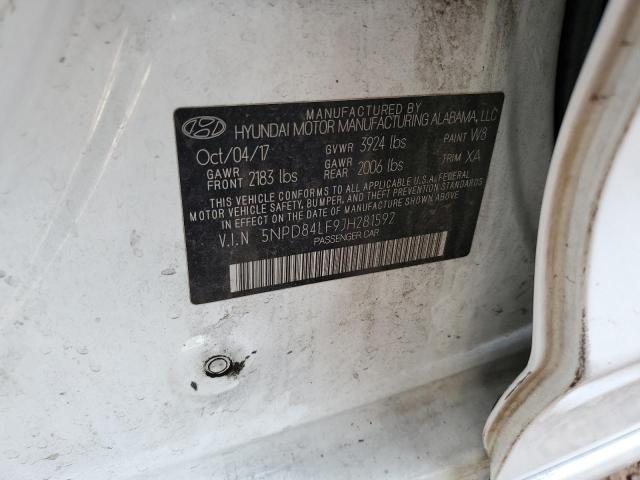 MANUFACTURED BY
HYUNDAI MOTOR MANUFACTURING ALABAMA, LLC
Oct/04/17 GVWR 3924 lbs PAINT W8
GAWR FRONT 2183 lbs GAWR REAR 2006 lbs TRIM XA
THIS VEHICLE CONFORMS TO ALL APPLICABLE U.S.A. FEDERAL
MOTOR VEHICLE SAFETY, BUMPER, AND THEFT PREVENTION STANDARDS
IN EFFECT ON THE DATE OF MANUFACTURE SHOWN ABOVE.
V.I.N 5NPD84LF9JH281592
PASSENGER CAR